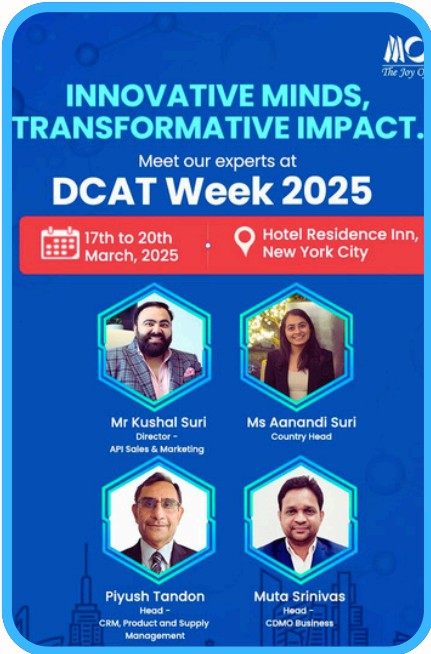 The Joy O
INNOVATIVE MINDS,
TRANSFORMATIVE IMPACT.
Meet our experts at
DCAT Week 2025
17th to 20th
March, 2025
Hotel Residence Inn,
New York City
Mr Kushal Suri
Director -
API Sales & Marketing
Ms Aanandi Suri
Country Head
Piyush Tandon
Head -
CRM, Product and Supply
Management
Muta Srinivas
Head -
CDMO Business